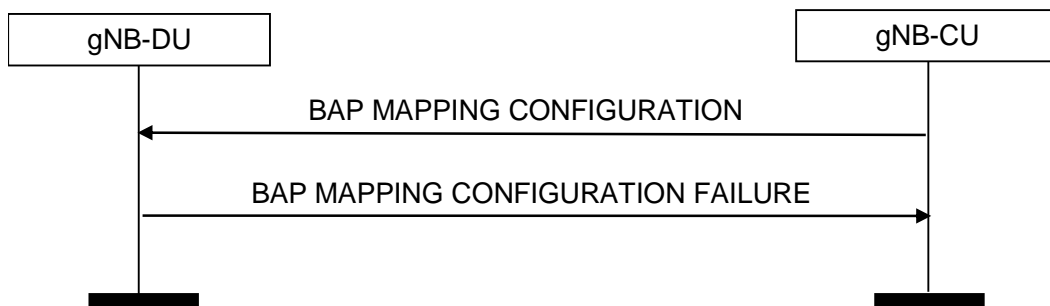 gNB-DU
gNB-CU
BAP MAPPING CONFIGURATION
BAP MAPPING CONFIGURATION FAILURE